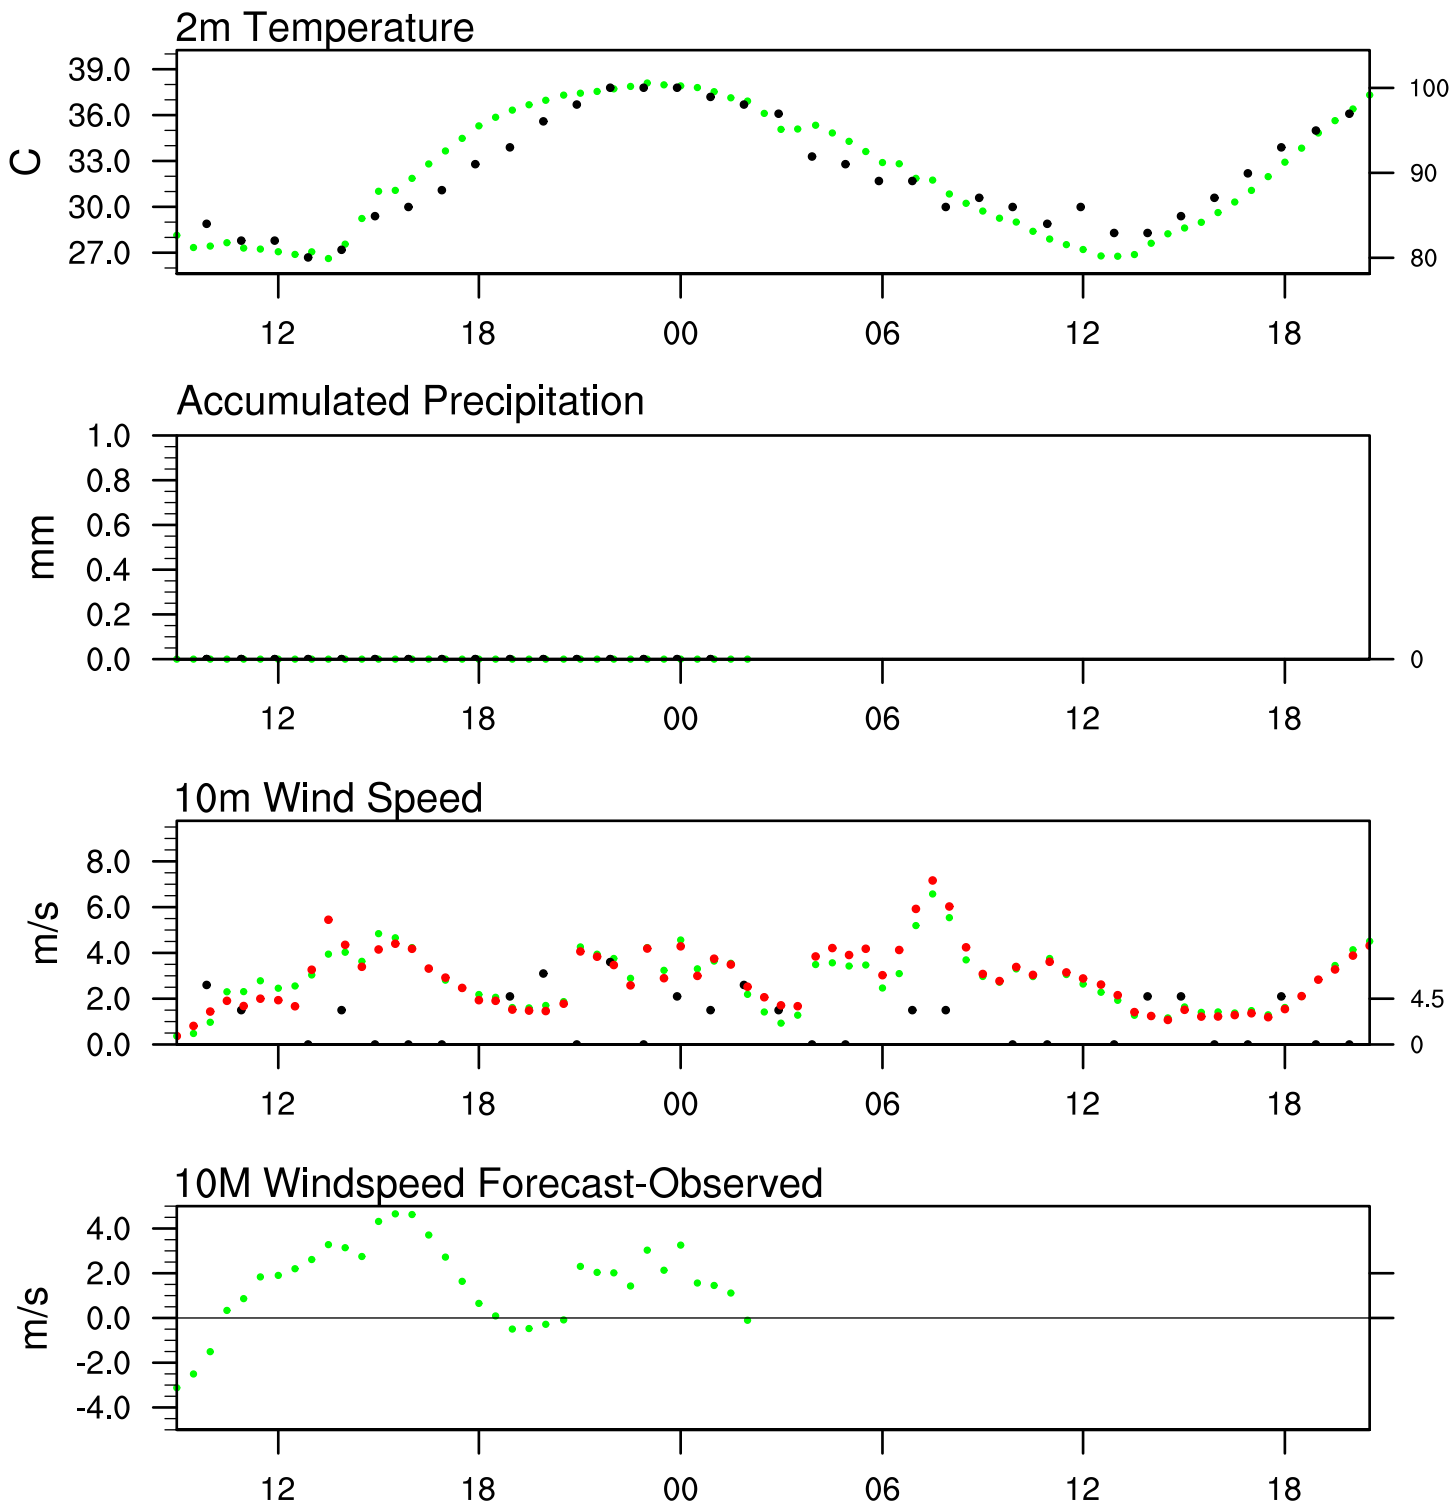 2m Temperature
39.0
36.0
33.0
30.0
27.0
C
100
90
80
12 18 00 06 12 18
Accumulated Precipitation
1.0
0.8
0.6
0.4
0.2
0.0
mm
0
12 18 00 06 12 18
10m Wind Speed
8.0
6.0
4.0
2.0
0.0
m/s
4.5
0
12 18 00 06 12 18
10M Windspeed Forecast-Observed
4.0
2.0
0.0
-2.0
-4.0
m/s
12 18 00 06 12 18